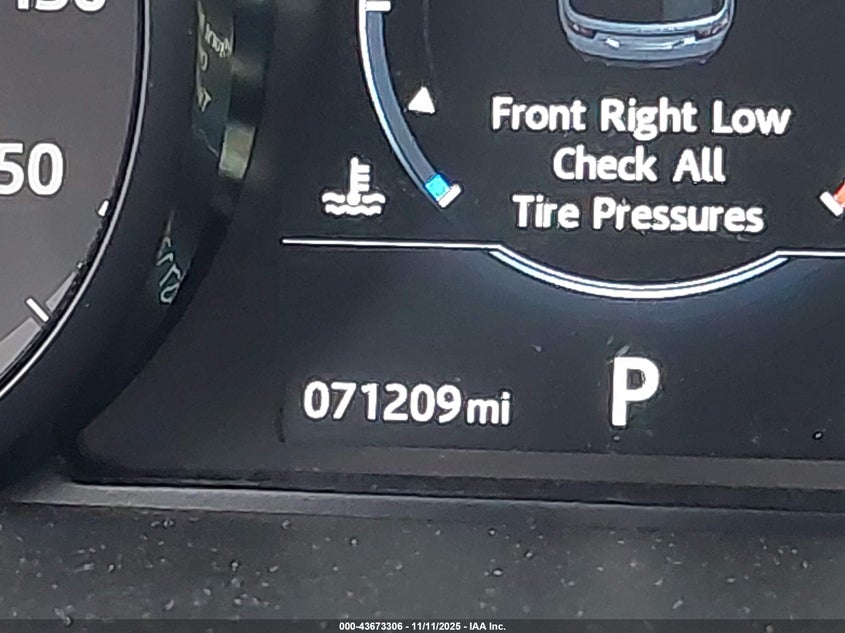 Front Right Low
Check All
Tire Pressures
50
071209mi
P
000-43673306 - 11/11/2025 - IAA Inc.